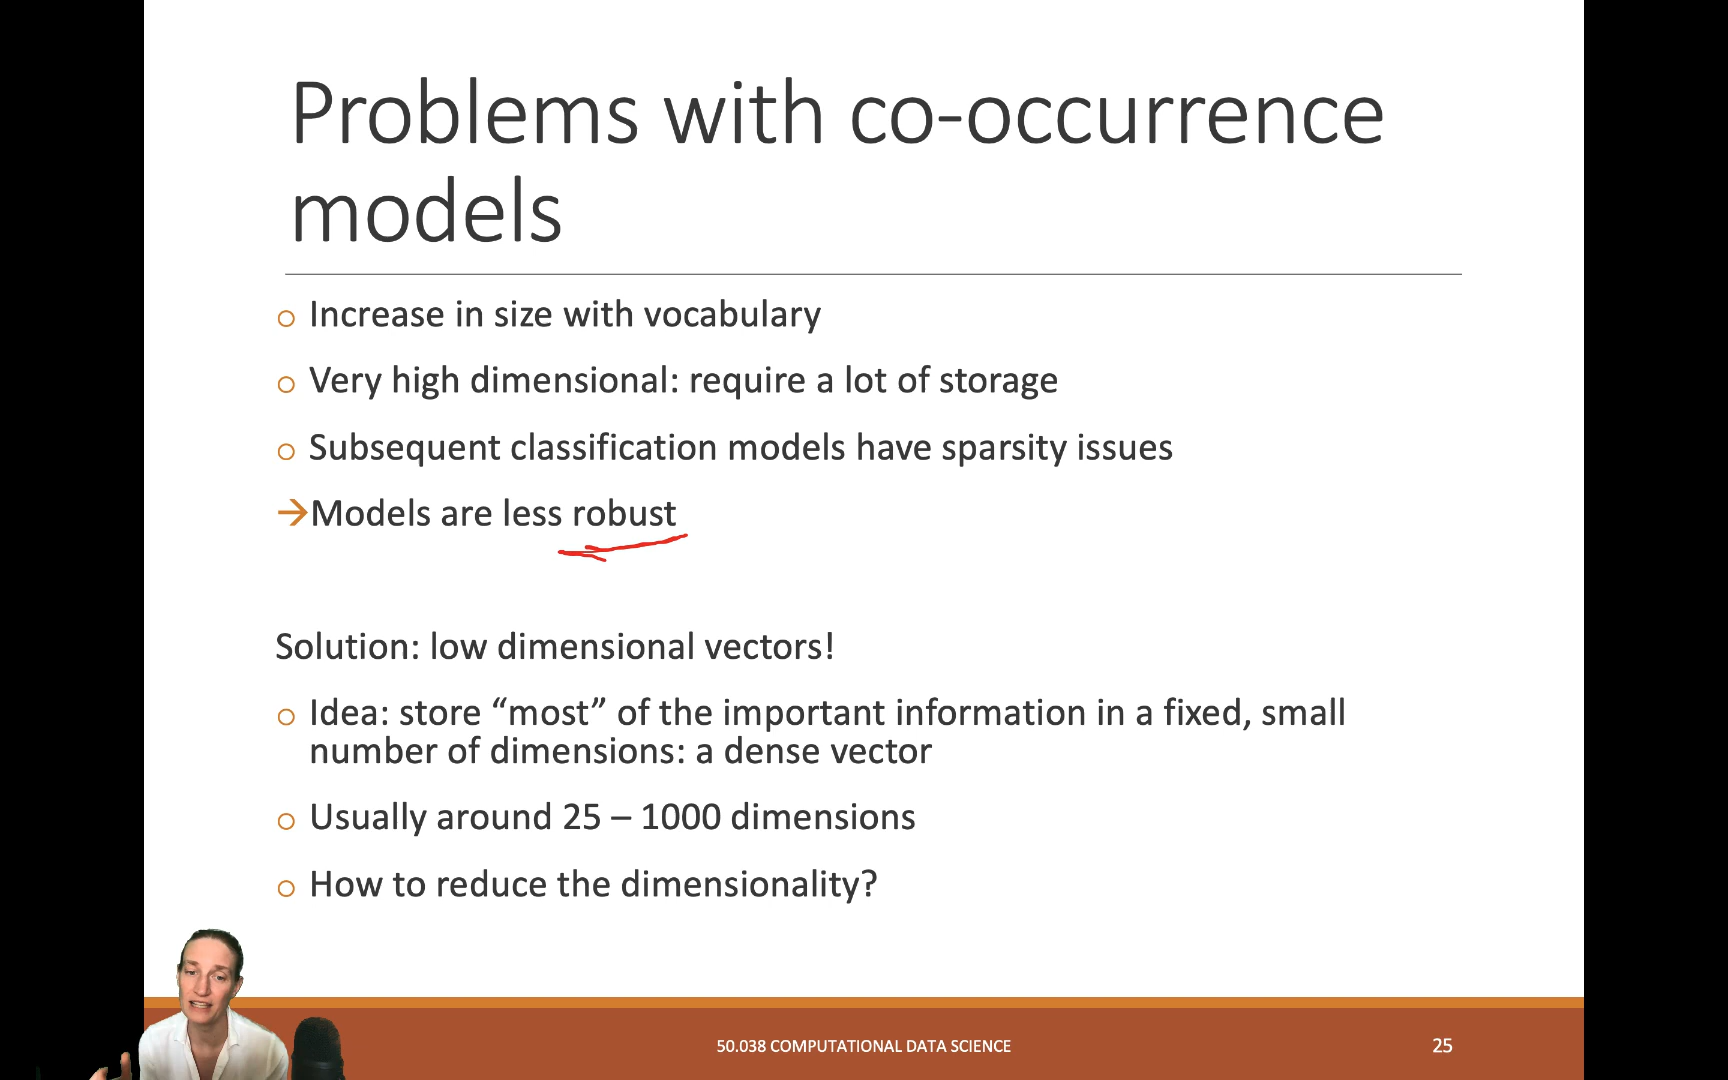 Problems with co-occurrence
models
o Increase in size with vocabulary
o Very high dimensional: require a lot of storage
o Subsequent classification models have sparsity issues
→Models are less robust
Solution: low dimensional vectors!
o Idea: store “most” of the important information in a fixed, small
number of dimensions: a dense vector
o Usually around 25 – 1000 dimensions
o How to reduce the dimensionality?
50.038 COMPUTATIONAL DATA SCIENCE
25